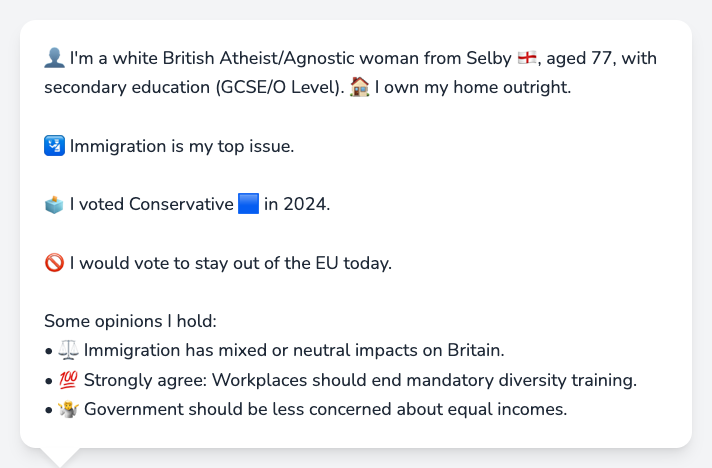 👤 I'm a white British Atheist/Agnostic woman from Selby 🏴󠁧󠁢󠁥󠁮󠁧󠁿, aged 77, with
secondary education (GCSE/O Level). 🏠 I own my home outright.
🛂 Immigration is my top issue.
🗳️ I voted Conservative 🟦 in 2024.
🚫 I would vote to stay out of the EU today.
Some opinions I hold:
• ⚖️ Immigration has mixed or neutral impacts on Britain.
• 💯 Strongly agree: Workplaces should end mandatory diversity training.
• 🤷‍♀️ Government should be less concerned about equal incomes.